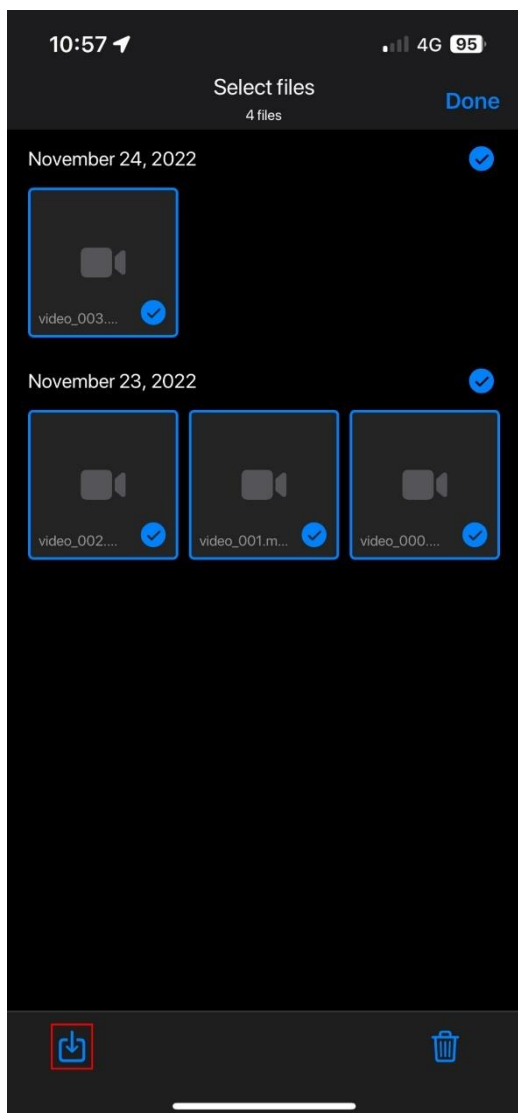 10:57 4G 95
Select files
4 files
Done
November 24, 2022
video_003....
November 23, 2022
video_002.... video_001.m... video_000....